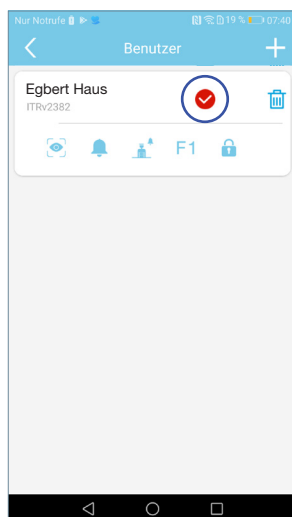 Nur Notrufe 19 % 07:40
Benutzer
Egbert Haus
ITRv2382
F1